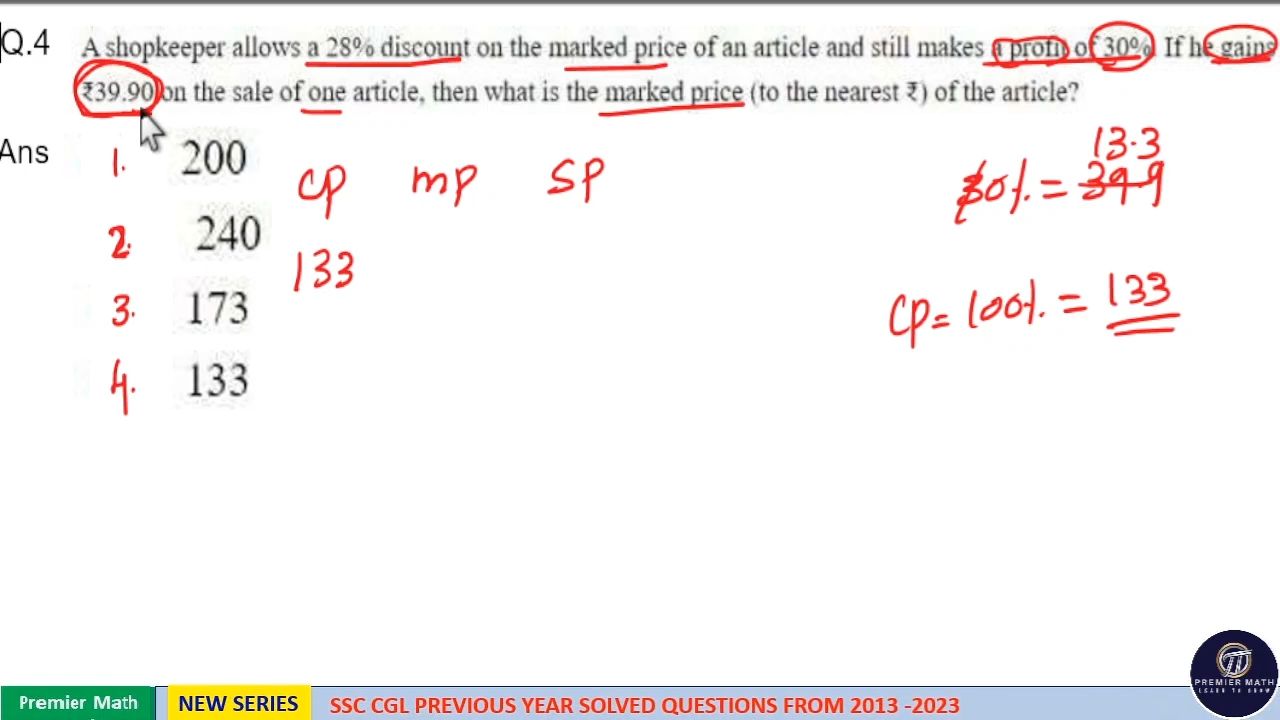 Q.4 A shopkeeper allows a 28% discount on the marked price of an article and still makes a profit of 30%. If he gains
₹39.90 on the sale of one article, then what is the marked price (to the nearest ₹) of the article?
Ans
1. 200
2. 240
3. 173
4. 133
CP MP SP
133
13.3
30% = 39.9
CP = 100% = 133
PREMIER MATH
LEARN TO GROW
Premier Math
NEW SERIES
SSC CGL PREVIOUS YEAR SOLVED QUESTIONS FROM 2013 -2023